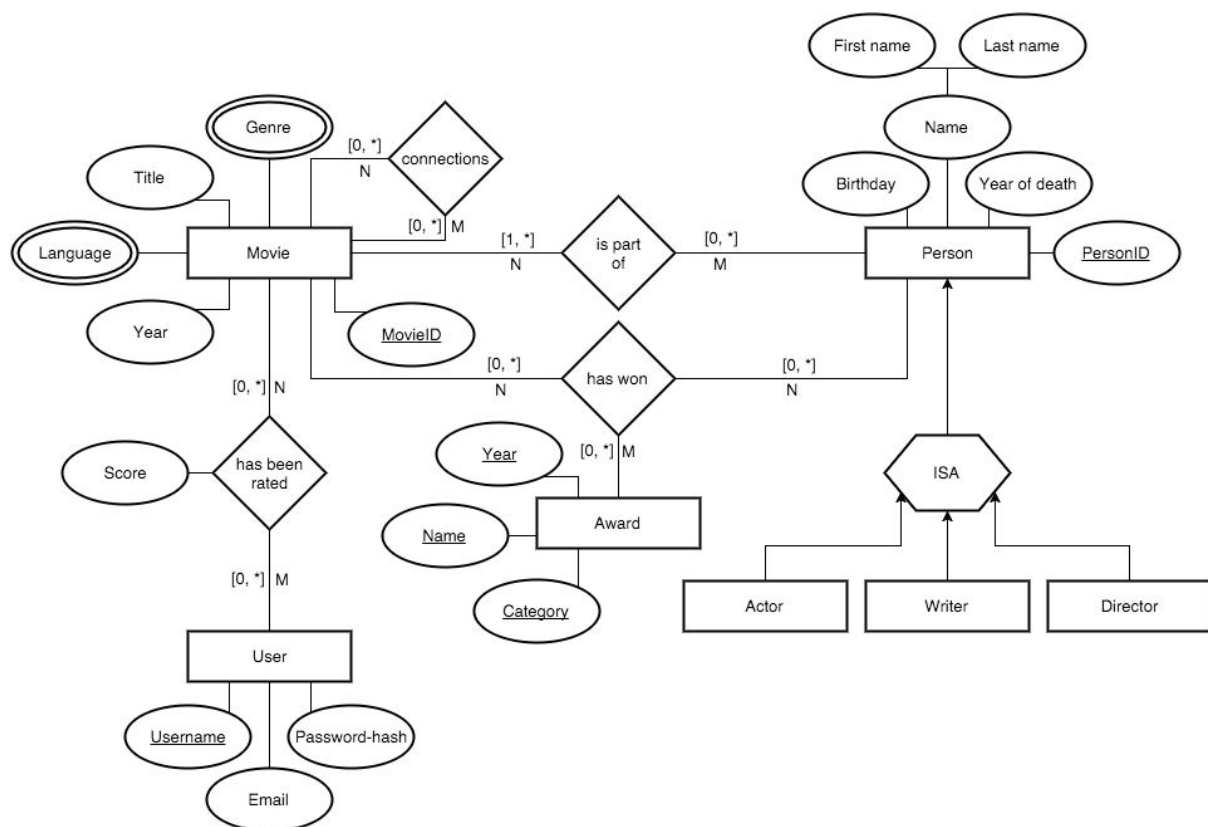 First name
Last name
Genre
Name
[0, *]
N
connections
Title
Birthday
Year of death
[0, *]
M
Language
Movie
[1, *]
N
is part
of
[0, *]
M
Person
PersonID
Year
MovieID
[0, *]
N
[0, *]
N
has won
[0, *]
N
[0, *]
M
Score
has been
rated
Year
ISA
Name
Award
[0, *]
M
Category
Actor
Writer
Director
User
Username
Password-hash
Email